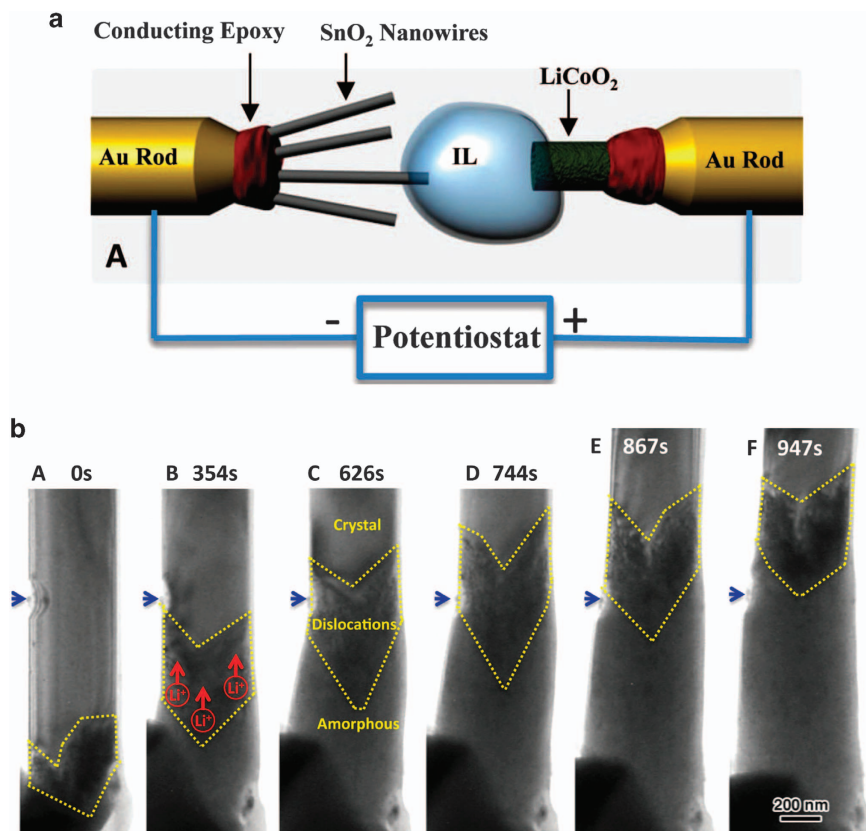 a
Conducting Epoxy
SnO₂ Nanowires
LiCoO₂
Au Rod
IL
Au Rod
A
-
Potentiostat
+
b
A 0s
B 354s
C 626s
D 744s
E 867s
F 947s
Crystal
Dislocations
Li⁺
Li⁺
Li⁺
Amorphous
200 nm